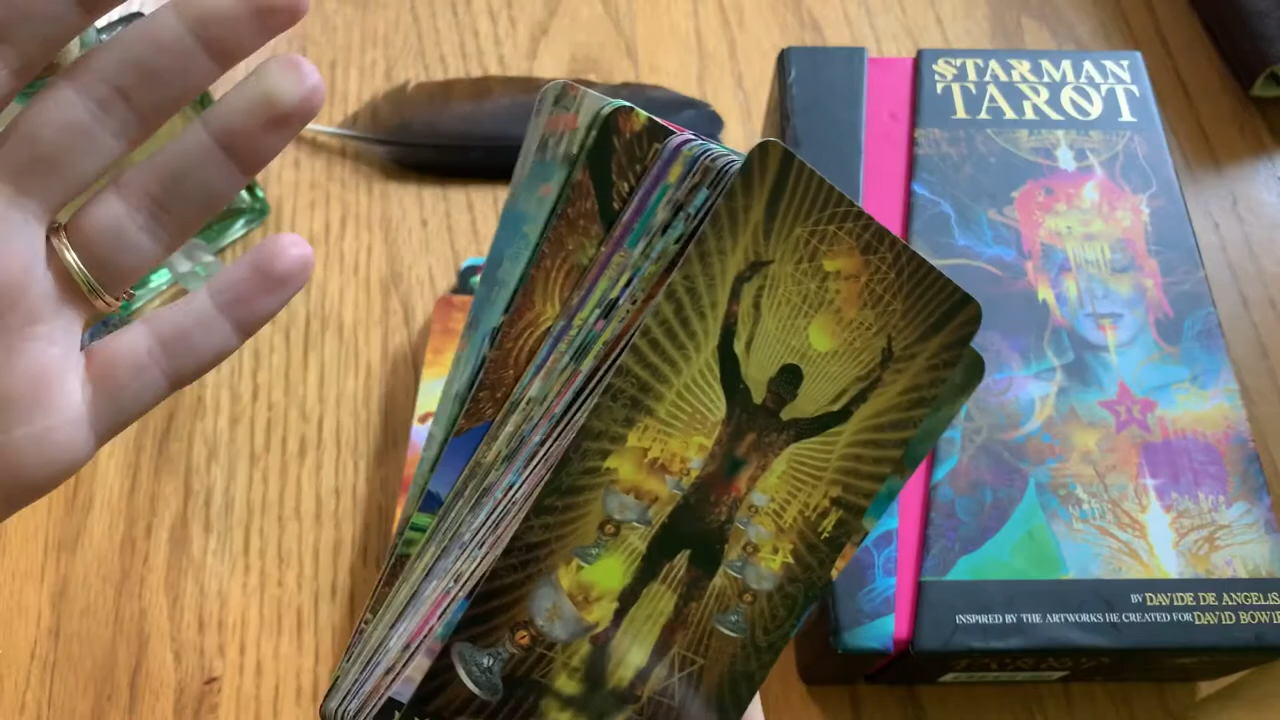 STARMAN
TAROT
BY DAVIDE DE ANGELIS
INSPIRED BY THE ARTWORKS HE CREATED FOR DAVID BOWIE